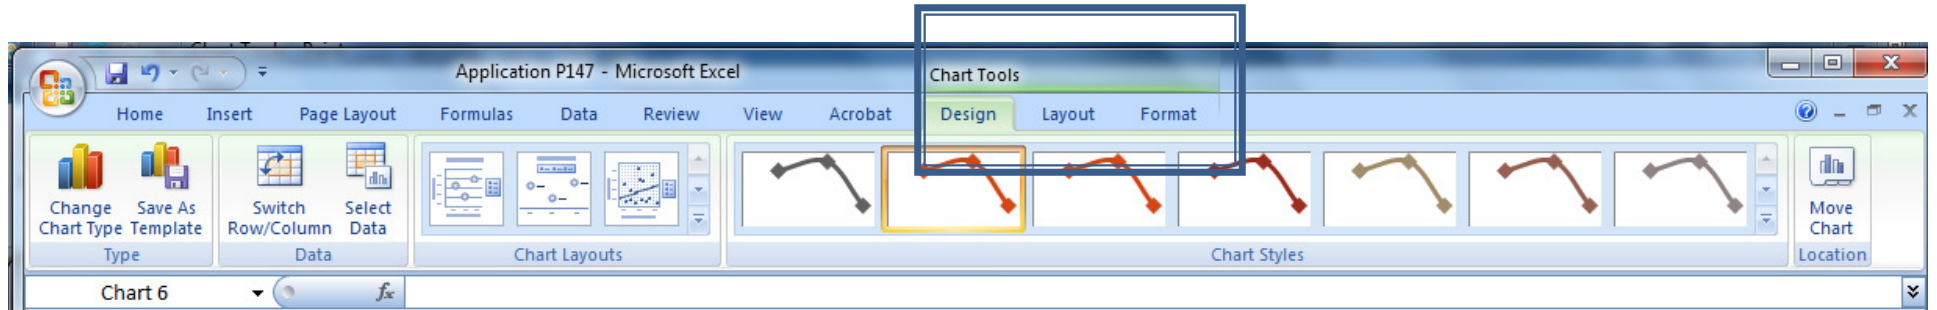 Application P147 - Microsoft Excel
Chart Tools
Home Insert Page Layout Formulas Data Review View Acrobat Design Layout Format
Change Chart Type
Save As Template
Switch Row/Column
Select Data
Move Chart
Type Data Chart Layouts Chart Styles Location
Chart 6 fx